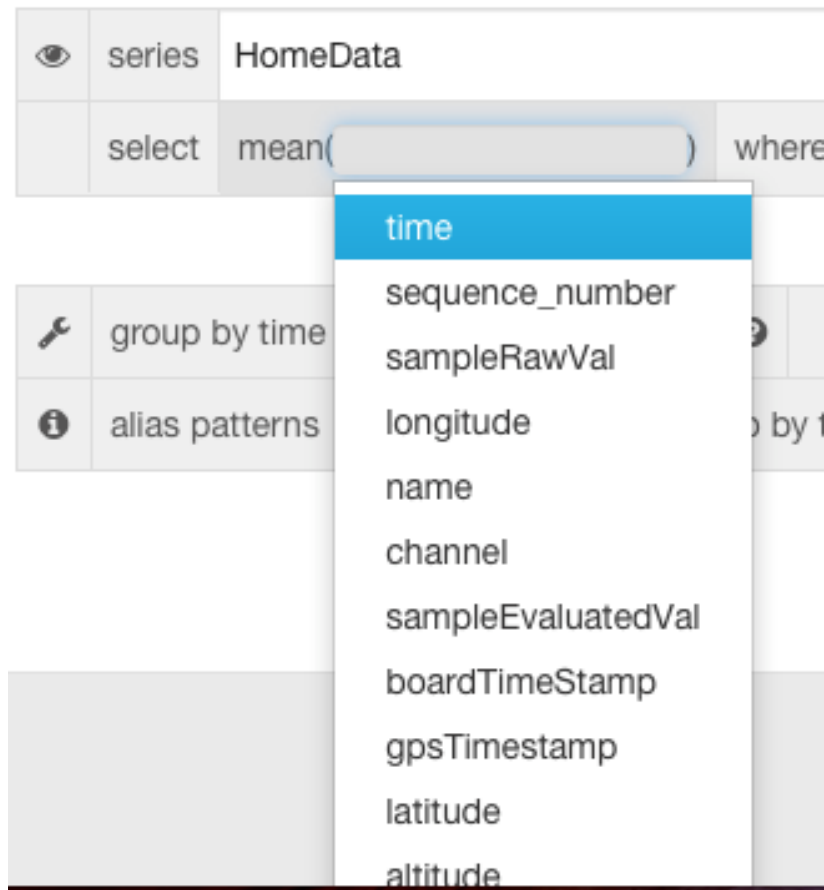 series HomeData
select mean( ) where
time
sequence_number
group by time
sampleRawVal
longitude
alias patterns
by
name
channel
sampleEvaluatedVal
boardTimeStamp
gpsTimestamp
latitude
altitude